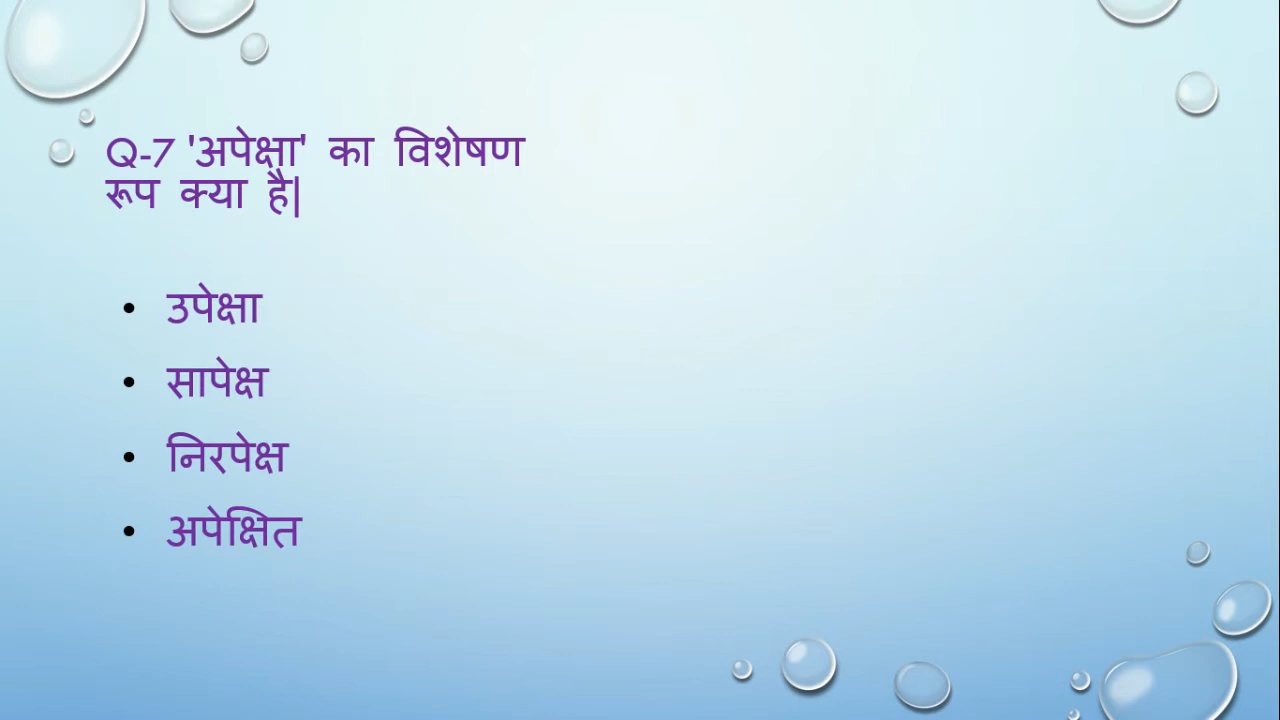 Q-7 'अपेक्षा' का विशेषण
रूप क्या है|
• उपेक्षा
• सापेक्ष
• निरपेक्ष
• अपेक्षित